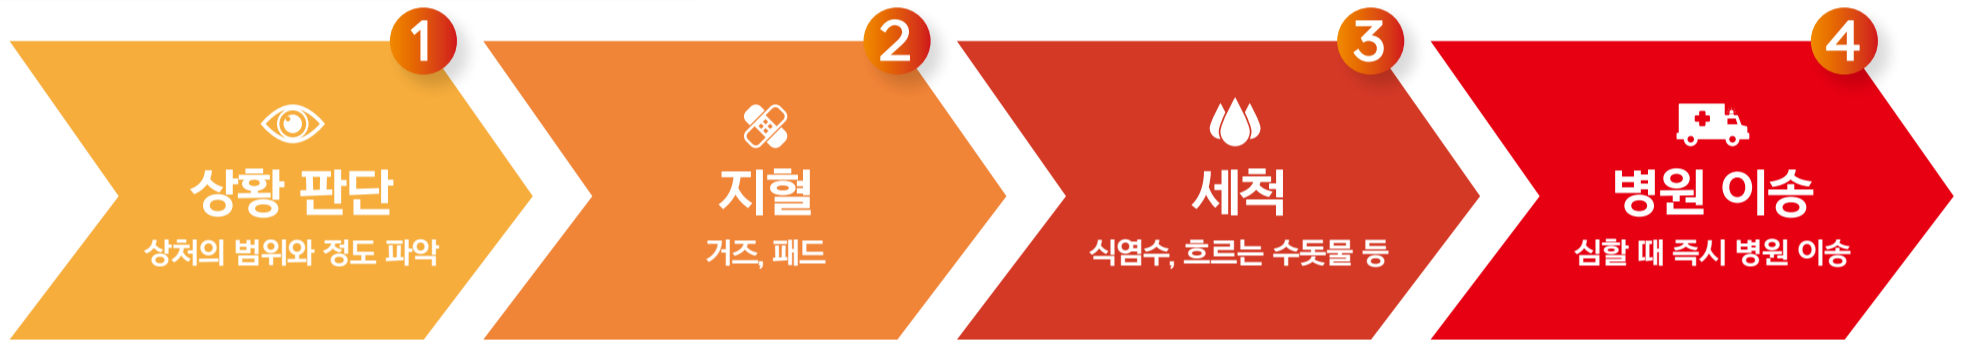 1
상황 판단
상처의 범위와 정도 파악
2
지혈
거즈, 패드
3
세척
식염수, 흐르는 수돗물 등
4
병원 이송
심할 때 즉시 병원 이송